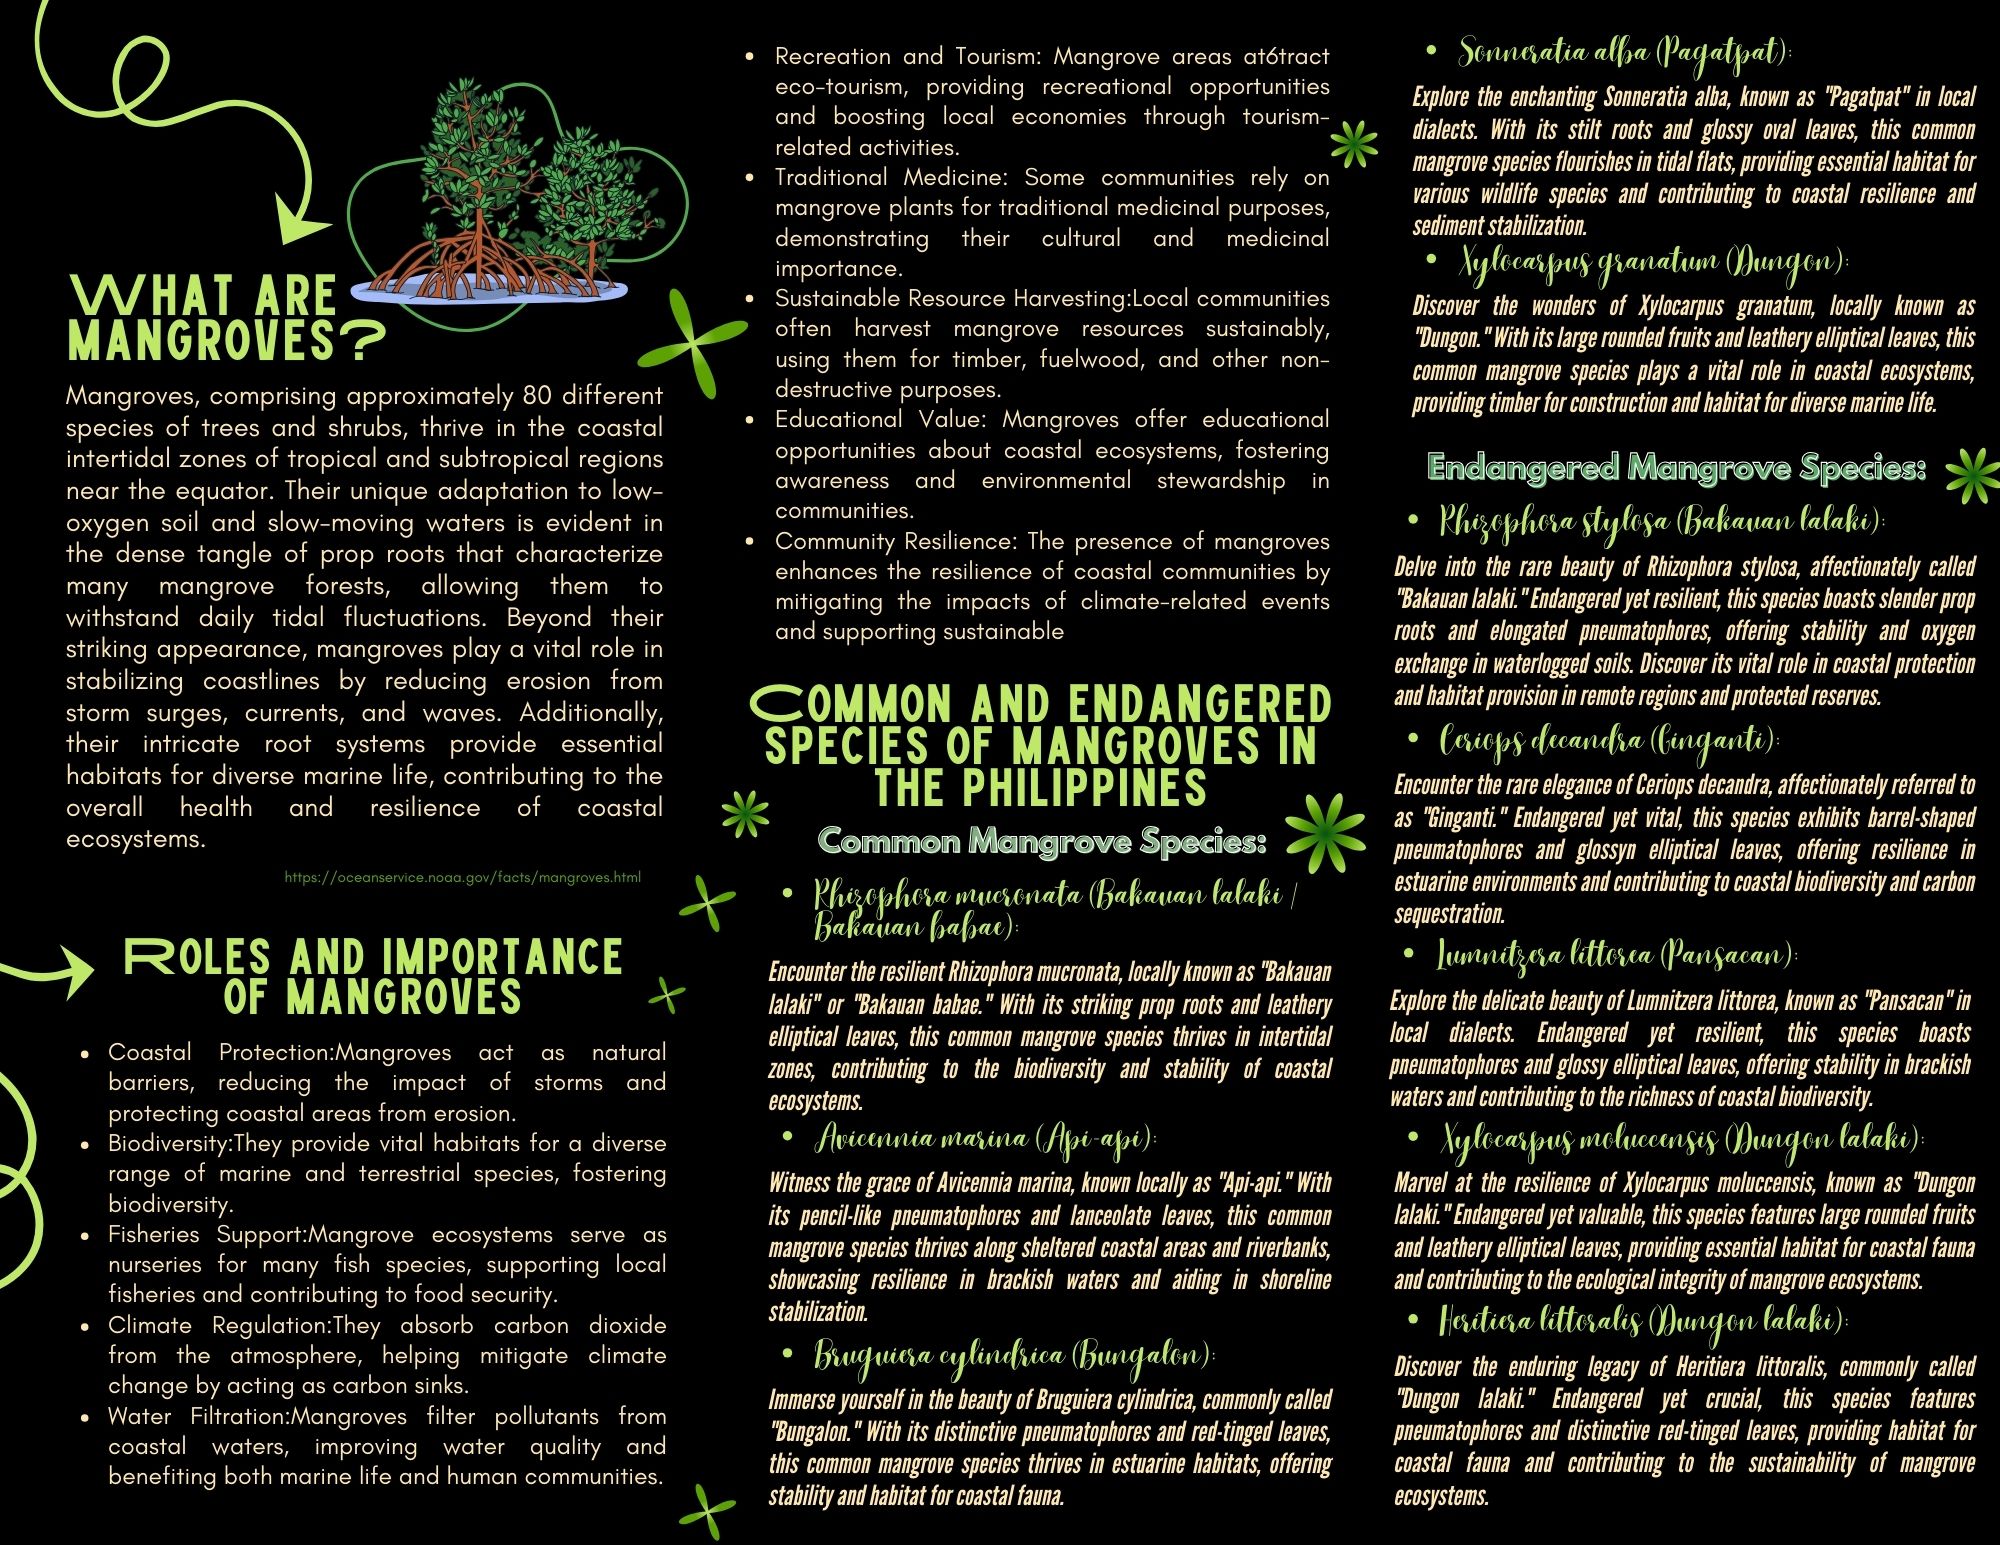 WHAT ARE
MANGROVES?
Mangroves, comprising approximately 80 different
species of trees and shrubs, thrive in the coastal
intertidal zones of tropical and subtropical regions
near the equator. Their unique adaptation to low-
oxygen soil and slow-moving waters is evident in
the dense tangle of prop roots that characterize
many mangrove forests, allowing them to
withstand daily tidal fluctuations. Beyond their
striking appearance, mangroves play a vital role in
stabilizing coastlines by reducing erosion from
storm surges, currents, and waves. Additionally,
their intricate root systems provide essential
habitats for diverse marine life, contributing to the
overall health and resilience of coastal
ecosystems.
https://oceanservice.noaa.gov/facts/mangroves.html
ROLES AND IMPORTANCE
OF MANGROVES
• Coastal Protection:Mangroves act as natural
barriers, reducing the impact of storms and
protecting coastal areas from erosion.
• Biodiversity:They provide vital habitats for a diverse
range of marine and terrestrial species, fostering
biodiversity.
• Fisheries Support:Mangrove ecosystems serve as
nurseries for many fish species, supporting local
fisheries and contributing to food security.
• Climate Regulation:They absorb carbon dioxide
from the atmosphere, helping mitigate climate
change by acting as carbon sinks.
• Water Filtration:Mangroves filter pollutants from
coastal waters, improving water quality and
benefiting both marine life and human communities.
• Recreation and Tourism: Mangrove areas at6tract
eco-tourism, providing recreational opportunities
and boosting local economies through tourism-
related activities.
• Traditional Medicine: Some communities rely on
mangrove plants for traditional medicinal purposes,
demonstrating their cultural and medicinal
importance.
• Sustainable Resource Harvesting:Local communities
often harvest mangrove resources sustainably,
using them for timber, fuelwood, and other non-
destructive purposes.
• Educational Value: Mangroves offer educational
opportunities about coastal ecosystems, fostering
awareness and environmental stewardship in
communities.
• Community Resilience: The presence of mangroves
enhances the resilience of coastal communities by
mitigating the impacts of climate-related events
and supporting sustainable
COMMON AND ENDANGERED
SPECIES OF MANGROVES IN
THE PHILIPPINES
Common Mangrove Species:
• Rhizophora mucronata (Bakauan lalaki /
Bakauan babae):
Encounter the resilient Rhizophora mucronata, locally known as "Bakauan
lalaki" or "Bakauan babae." With its striking prop roots and leathery
elliptical leaves, this common mangrove species thrives in intertidal
zones, contributing to the biodiversity and stability of coastal
ecosystems.
• Avicennia marina (Api-api):
Witness the grace of Avicennia marina, known locally as "Api-api." With
its pencil-like pneumatophores and lanceolate leaves, this common
mangrove species thrives along sheltered coastal areas and riverbanks,
showcasing resilience in brackish waters and aiding in shoreline
stabilization.
• Bruguiera cylindrica (Bungalon):
Immerse yourself in the beauty of Bruguiera cylindrica, commonly called
"Bungalon." With its distinctive pneumatophores and red-tinged leaves,
this common mangrove species thrives in estuarine habitats, offering
stability and habitat for coastal fauna.
• Sonneratia alba (Pagatpat):
Explore the enchanting Sonneratia alba, known as "Pagatpat" in local
dialects. With its stilt roots and glossy oval leaves, this common
mangrove species flourishes in tidal flats, providing essential habitat for
various wildlife species and contributing to coastal resilience and
sediment stabilization.
• Xylocarpus granatum (Dungon):
Discover the wonders of Xylocarpus granatum, locally known as
"Dungon." With its large rounded fruits and leathery elliptical leaves, this
common mangrove species plays a vital role in coastal ecosystems,
providing timber for construction and habitat for diverse marine life.
Endangered Mangrove Species:
• Rhizophora stylosa (Bakauan lalaki):
Delve into the rare beauty of Rhizophora stylosa, affectionately called
"Bakauan lalaki." Endangered yet resilient, this species boasts slender prop
roots and elongated pneumatophores, offering stability and oxygen
exchange in waterlogged soils. Discover its vital role in coastal protection
and habitat provision in remote regions and protected reserves.
• Ceriops decandra (Ginganti):
Encounter the rare elegance of Ceriops decandra, affectionately referred to
as "Ginganti." Endangered yet vital, this species exhibits barrel-shaped
pneumatophores and glossyn elliptical leaves, offering resilience in
estuarine environments and contributing to coastal biodiversity and carbon
sequestration.
• Lumnitzera littorea (Pansacan):
Explore the delicate beauty of Lumnitzera littorea, known as "Pansacan" in
local dialects. Endangered yet resilient, this species boasts
pneumatophores and glossy elliptical leaves, offering stability in brackish
waters and contributing to the richness of coastal biodiversity.
• Xylocarpus moluccensis (Dungon lalaki):
Marvel at the resilience of Xylocarpus moluccensis, known as "Dungon
lalaki." Endangered yet valuable, this species features large rounded fruits
and leathery elliptical leaves, providing essential habitat for coastal fauna
and contributing to the ecological integrity of mangrove ecosystems.
• Heritiera littoralis (Dungon lalaki):
Discover the enduring legacy of Heritiera littoralis, commonly called
"Dungon lalaki." Endangered yet crucial, this species features
pneumatophores and distinctive red-tinged leaves, providing habitat for
coastal fauna and contributing to the sustainability of mangrove
ecosystems.